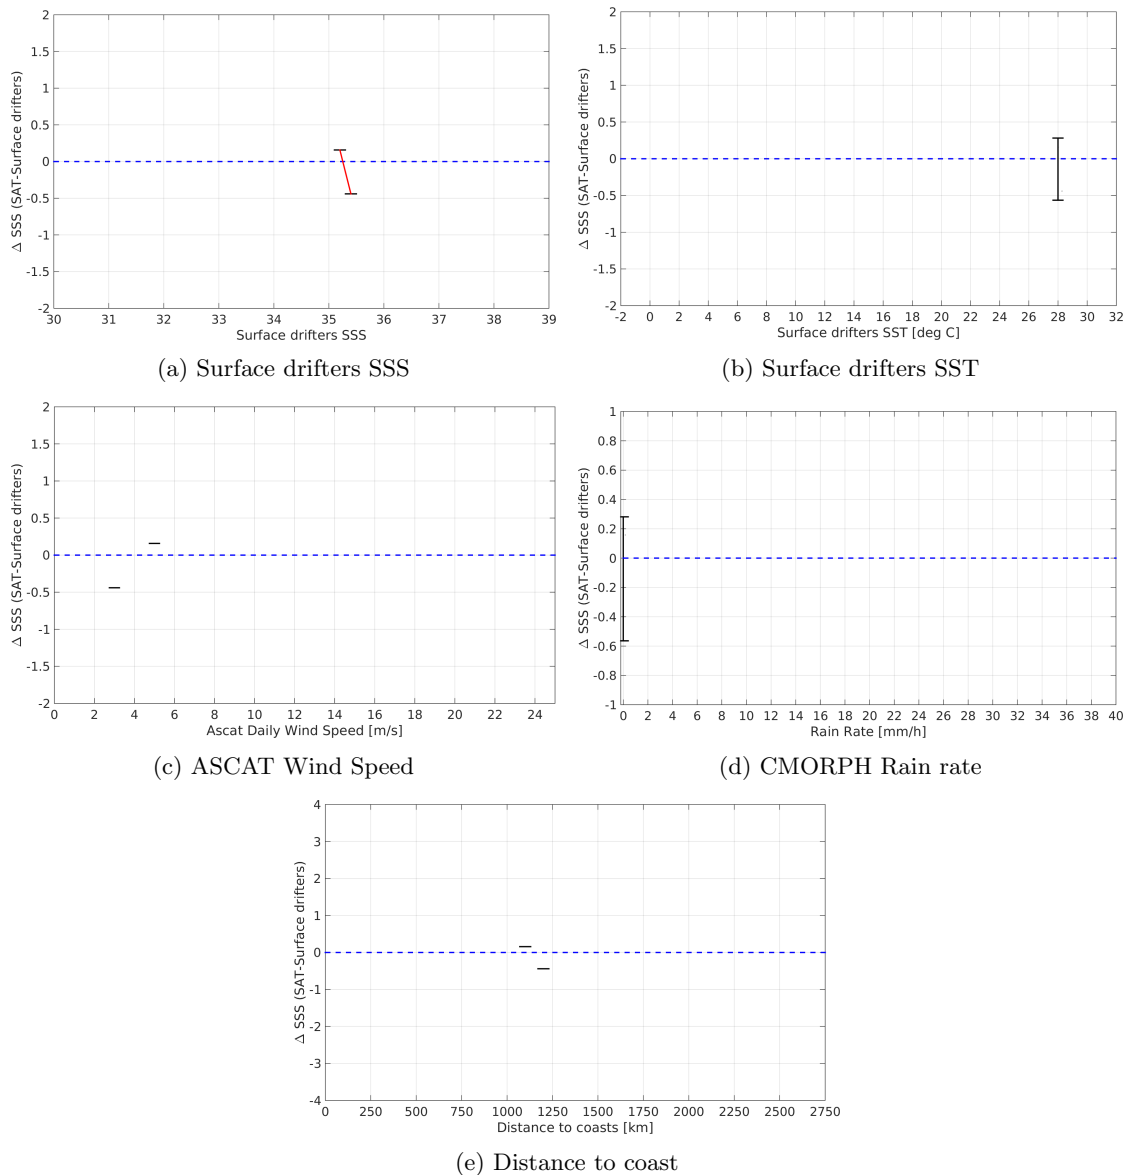 2
1.5
1
0.5
0
-0.5
-1
-1.5
-2
Δ SSS (SAT-Surface drifters)
30 31 32 33 34 35 36 37 38 39
Surface drifters SSS
(a) Surface drifters SSS
2
1.5
1
0.5
0
-0.5
-1
-1.5
-2
Δ SSS (SAT-Surface drifters)
-2 0 2 4 6 8 10 12 14 16 18 20 22 24 26 28 30 32
Surface drifters SST [deg C]
(b) Surface drifters SST
2
1.5
1
0.5
0
-0.5
-1
-1.5
-2
Δ SSS (SAT-Surface drifters)
0 2 4 6 8 10 12 14 16 18 20 22 24
Ascat Daily Wind Speed [m/s]
(c) ASCAT Wind Speed
1
0.8
0.6
0.4
0.2
0
-0.2
-0.4
-0.6
-0.8
-1
Δ SSS (SAT-Surface drifters)
0 2 4 6 8 10 12 14 16 18 20 22 24 26 28 30 32 34 36 38 40
Rain Rate [mm/h]
(d) CMORPH Rain rate
4
3
2
1
0
-1
-2
-3
-4
Δ SSS (SAT-Surface drifters)
0 250 500 750 1000 1250 1500 1750 2000 2250 2500 2750
Distance to coasts [km]
(e) Distance to coast